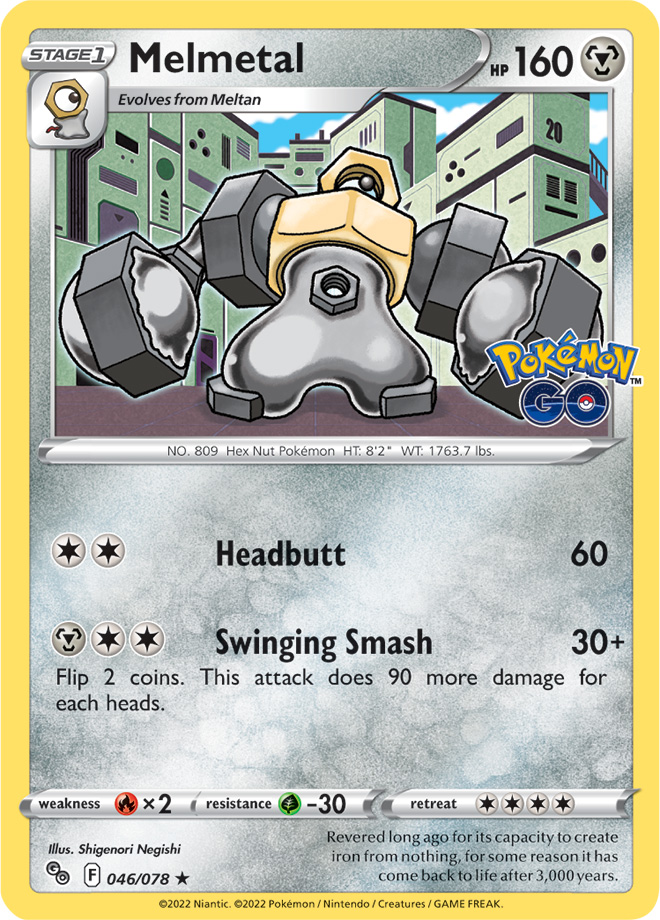 STAGE 1
Melmetal
HP 160
Evolves from Meltan
20
POKéMON
GO
TM
NO. 809 Hex Nut Pokémon HT: 8'2" WT: 1763.7 lbs.
Headbutt 60
Swinging Smash 30+
Flip 2 coins. This attack does 90 more damage for
each heads.
weakness ×2 resistance -30 retreat
Illus. Shigenori Negishi
Revered long ago for its capacity to create
iron from nothing, for some reason it has
come back to life after 3,000 years.
GO F 046/078 ★
©2022 Niantic. ©2022 Pokémon / Nintendo / Creatures / GAME FREAK.